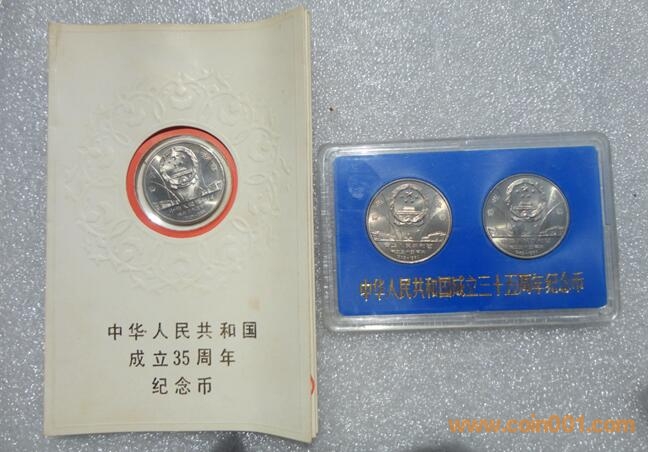 中华人民共和国
成立35周年
纪念币
中华人民共和国成立三十五周年纪念币
www.coin001.com